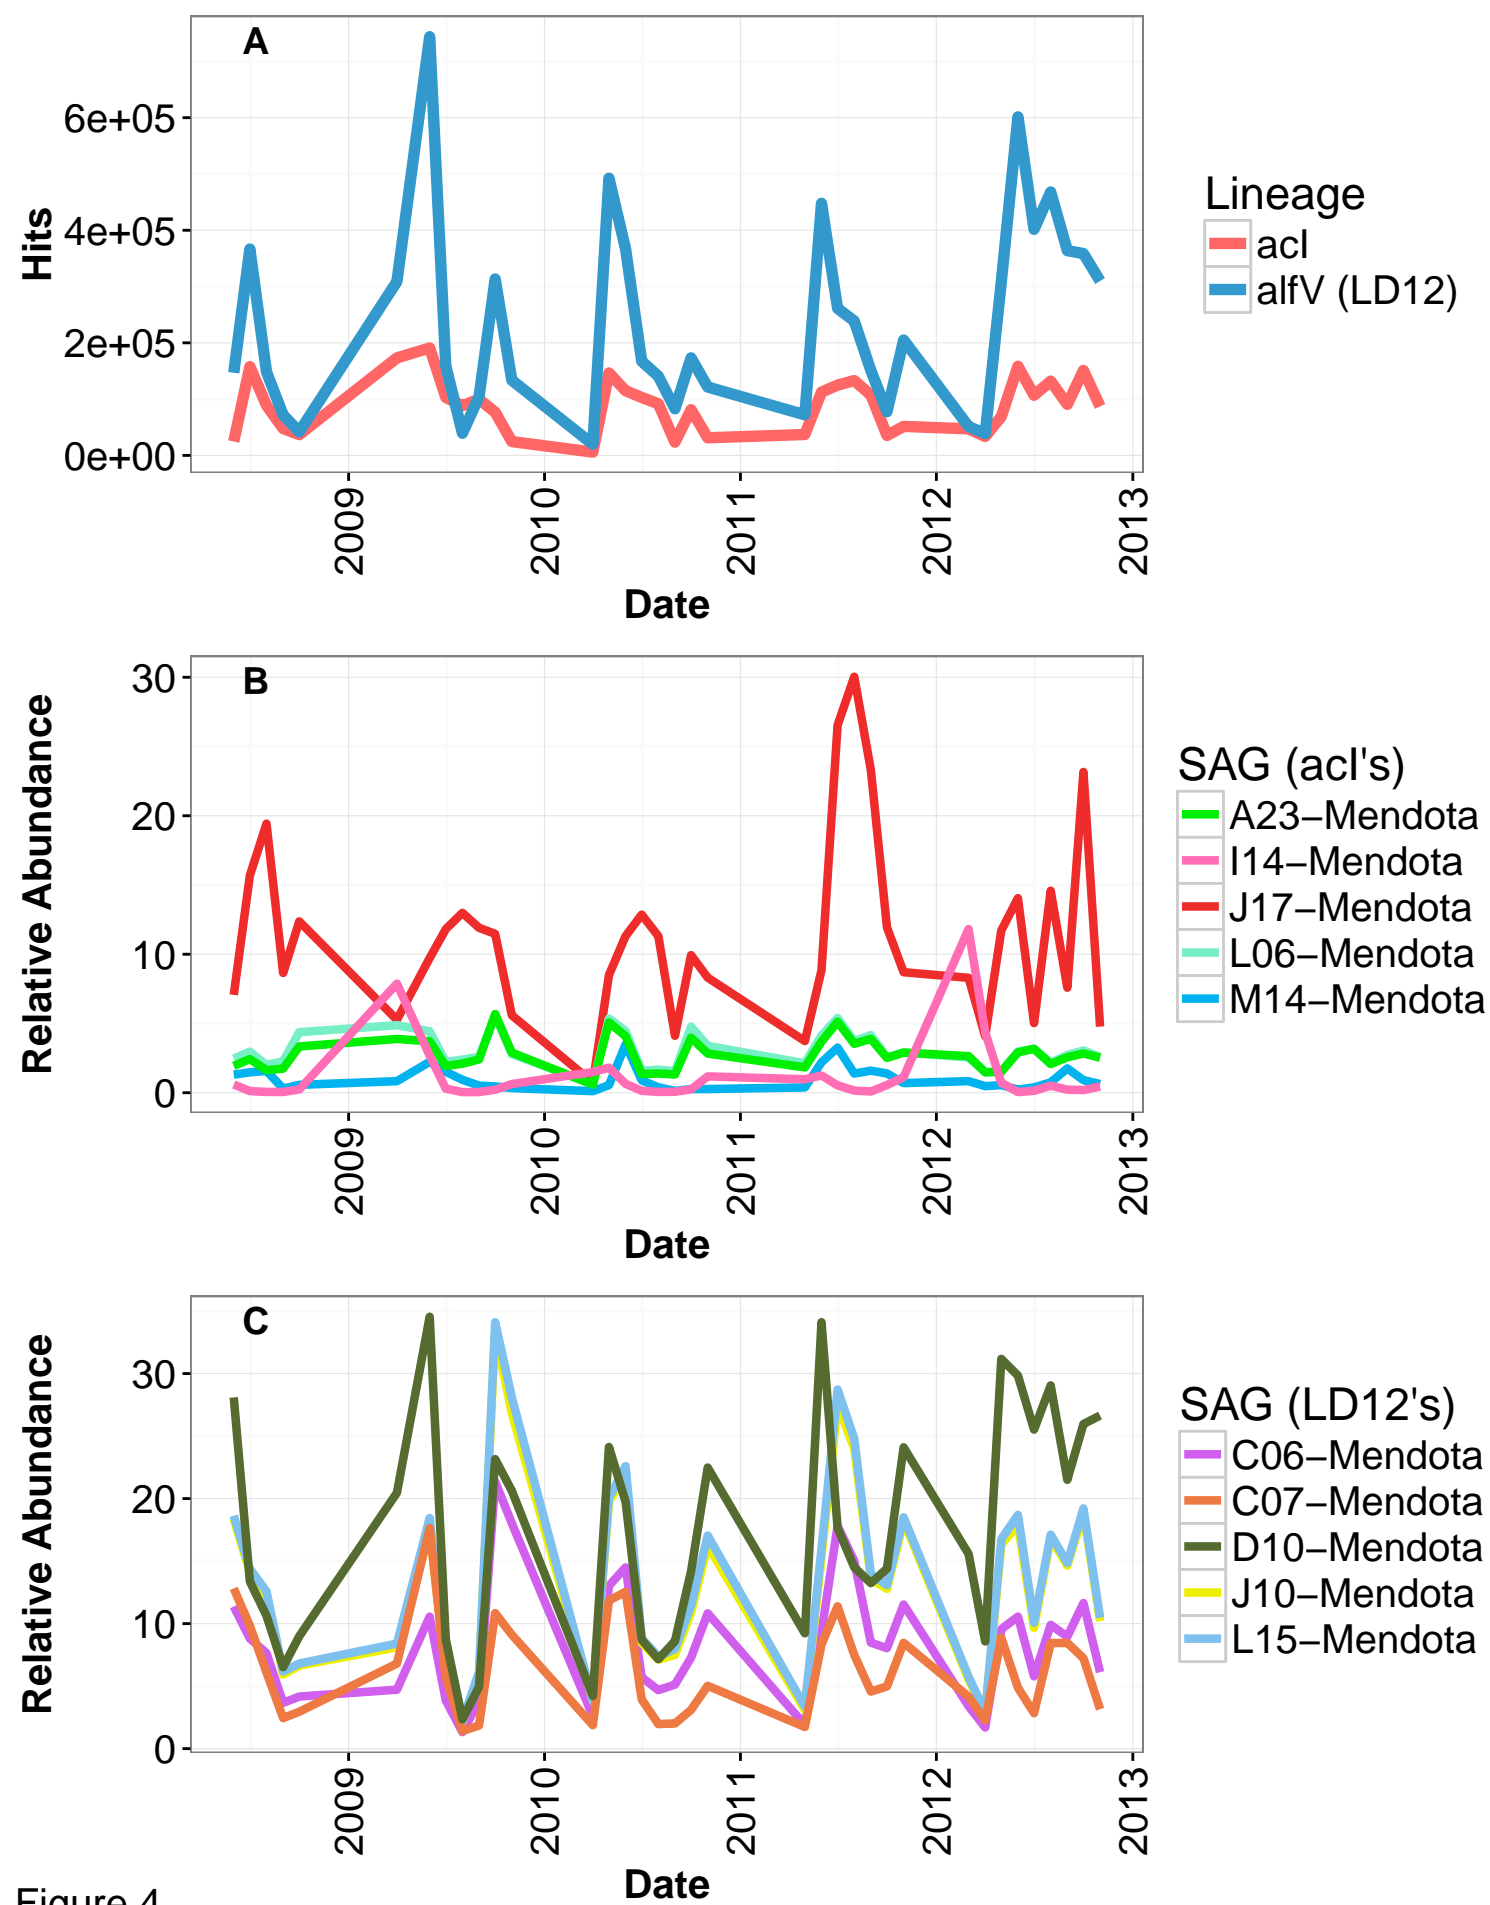 A
6e+05
4e+05
2e+05
0e+00
Hits
2009
2010
2011
2012
2013
Date
Lineage
acI
alfV (LD12)
B
30
20
10
0
Relative Abundance
2009
2010
2011
2012
2013
Date
SAG (acI's)
A23−Mendota
I14−Mendota
J17−Mendota
L06−Mendota
M14−Mendota
C
30
20
10
0
Relative Abundance
2009
2010
2011
2012
2013
Date
SAG (LD12's)
C06−Mendota
C07−Mendota
D10−Mendota
J10−Mendota
L15−Mendota
Figure 4